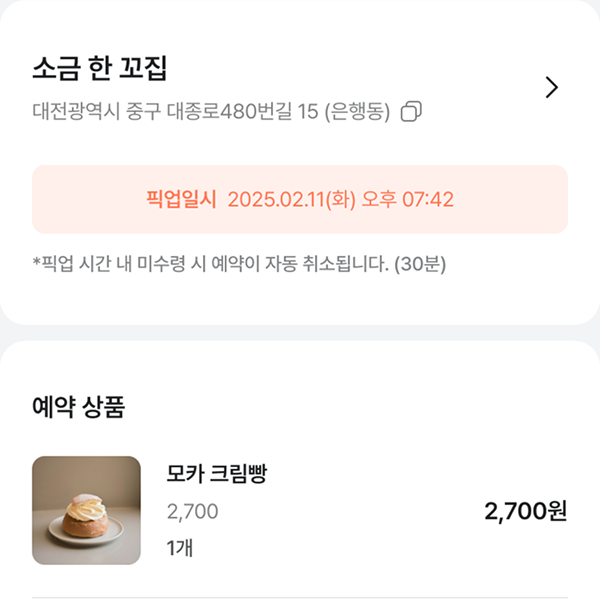 소금 한 꼬집
대전광역시 중구 대종로480번길 15 (은행동)
픽업일시 2025.02.11(화) 오후 07:42
*픽업 시간 내 미수령 시 예약이 자동 취소됩니다. (30분)
예약 상품
모카 크림빵
2,700
2,700원
1개